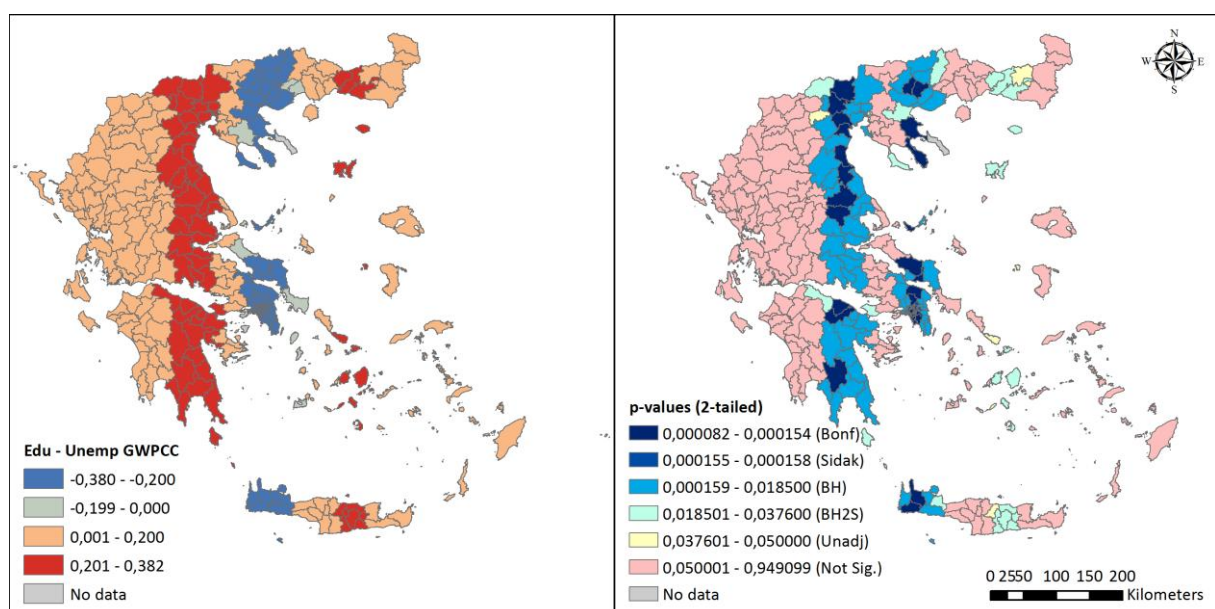 Edu - Unemp GWPCC
-0,380 - -0,200
-0,199 - 0,000
0,001 - 0,200
0,201 - 0,382
No data
N
W E
S
p-values (2-tailed)
0,000082 - 0,000154 (Bonf)
0,000155 - 0,000158 (Sidak)
0,000159 - 0,018500 (BH)
0,018501 - 0,037600 (BH2S)
0,037601 - 0,050000 (Unadj)
0,050001 - 0,949099 (Not Sig.)
No data
0 2550 100 150 200
Kilometers